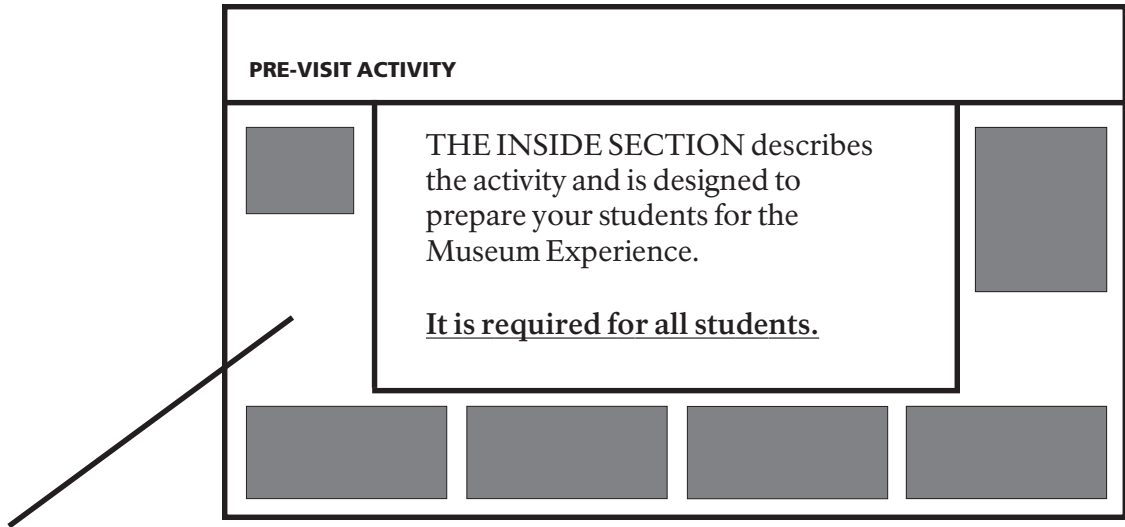 PRE-VISIT ACTIVITY
THE INSIDE SECTION describes
the activity and is designed to
prepare your students for the
Museum Experience.
It is required for all students.